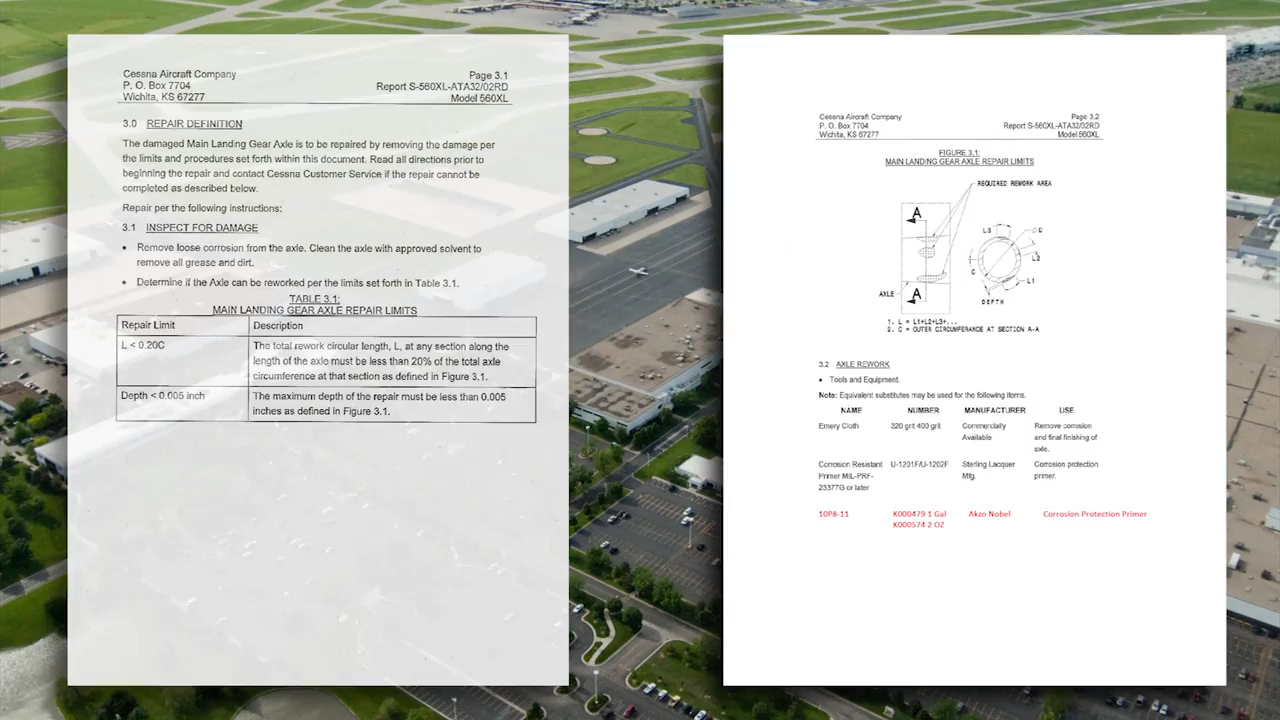 Cessna Aircraft Company
P. O. Box 7704
Wichita, KS 67277
Page 3.1
Report S-560XL-ATA32/02RD
Model 560XL
3.0 REPAIR DEFINITION
The damaged Main Landing Gear Axle is to be repaired by removing the damage per
the limits and procedures set forth within this document. Read all directions prior to
beginning the repair and contact Cessna Customer Service if the repair cannot be
completed as described below.
Repair per the following instructions:
3.1 INSPECT FOR DAMAGE
• Remove loose corrosion from the axle. Clean the axle with approved solvent to
remove all grease and dirt.
• Determine if the Axle can be reworked per the limits set forth in Table 3.1.
TABLE 3.1:
MAIN LANDING GEAR AXLE REPAIR LIMITS
Repair Limit Description
L < 0.20C The total rework circular length, L, at any section along the
length of the axle must be less than 20% of the total axle
circumference at that section as defined in Figure 3.1.
Depth < 0.005 inch The maximum depth of the repair must be less than 0.005
inches as defined in Figure 3.1.
Cessna Aircraft Company
P. O. Box 7704
Wichita, KS 67277
Page 3.2
Report S-560XL-ATA32/02RD
Model 560XL
FIGURE 3.1:
MAIN LANDING GEAR AXLE REPAIR LIMITS
REQUIRED REWORK AREA
A
L3
Ø D
L2
C
L1
AXLE
A
DEPTH
1. L = L1+L2+L3+...
2. C = OUTER CIRCUMFERANCE AT SECTION A-A
3.2 AXLE REWORK
• Tools and Equipment.
Note: Equivalent substitutes may be used for the following items.
NAME NUMBER MANUFACTURER USE
Emery Cloth 320 grit 400 grit Commercially Available Remove corrosion
and final finishing of
axle.
Corrosion Resistant U-1201F/U-1202F Sterling Lacquer Corrosion protection
Primer MIL-PRF- Mfg. primer.
23377G or later
10P8-11 K000479 1 Gal Akzo Nobel Corrosion Protection Primer
K000574 2 OZ